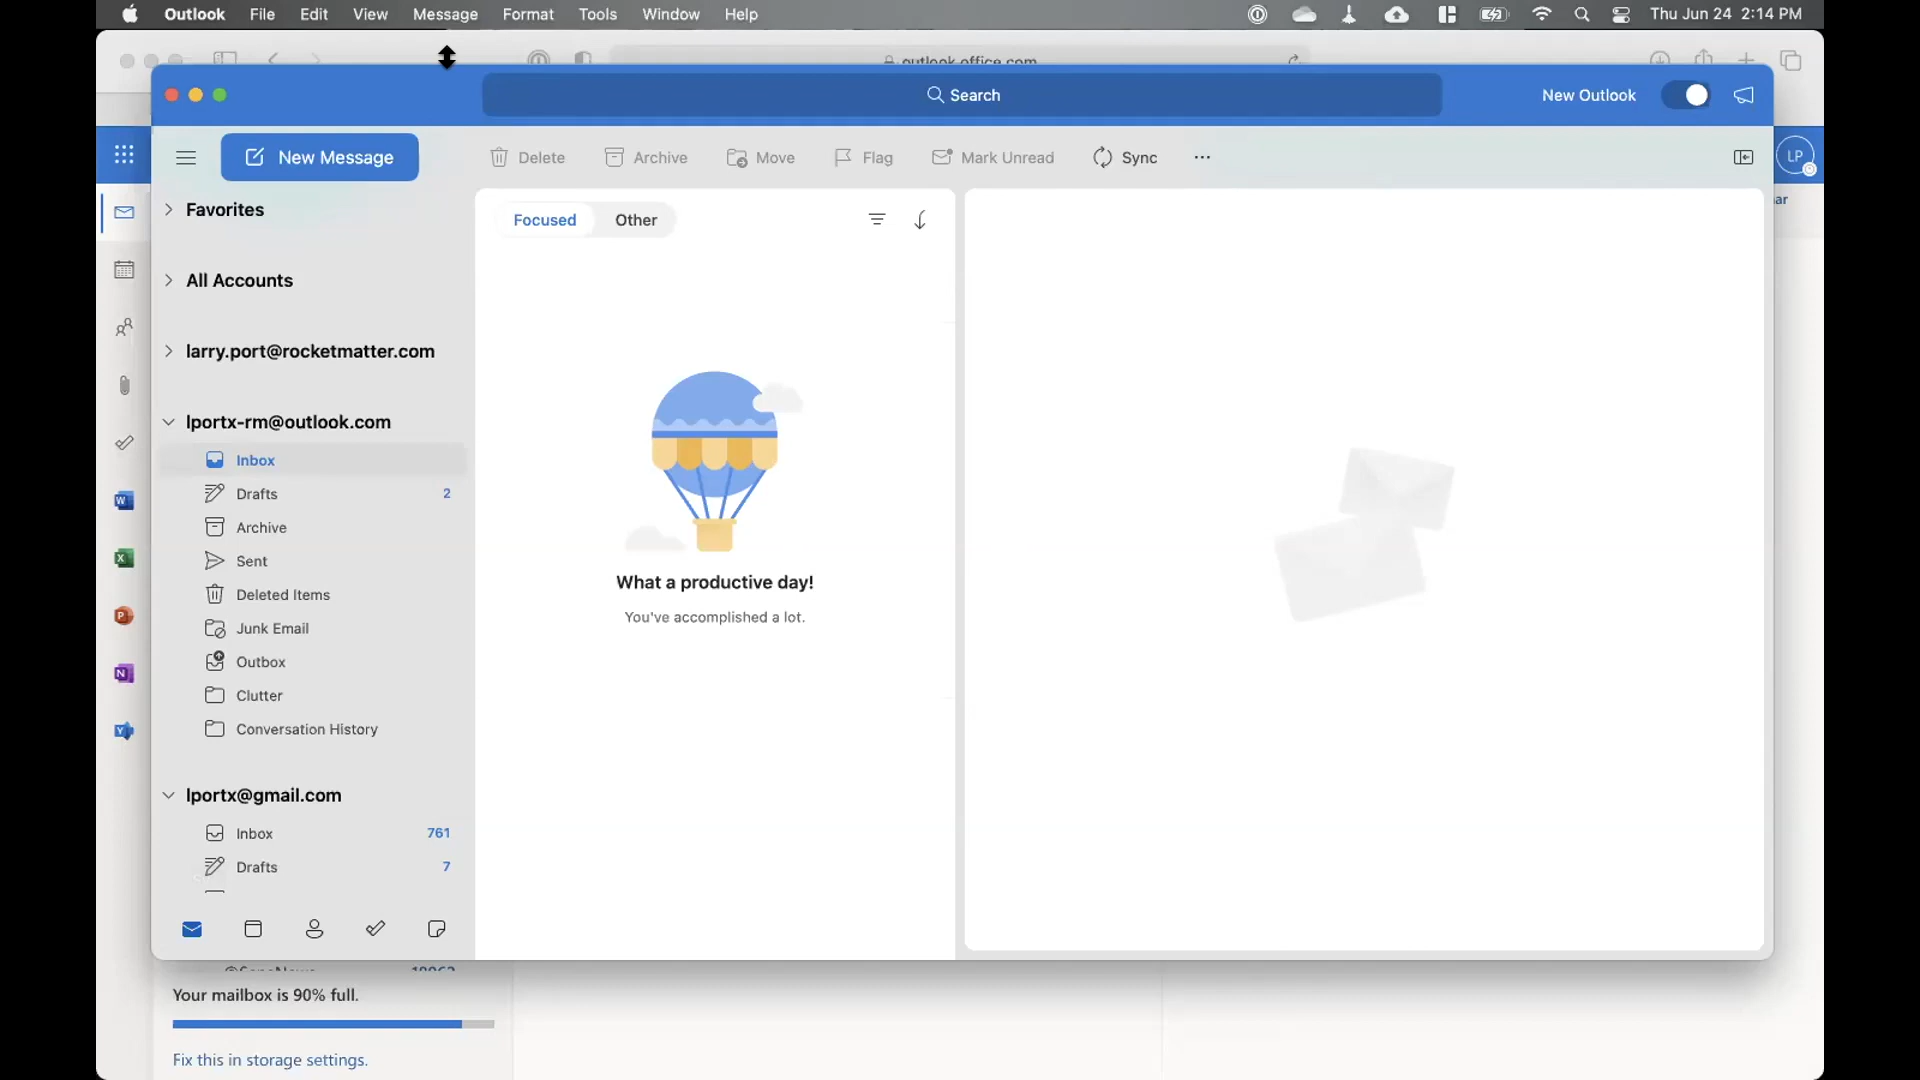 Outlook File Edit View Message Format Tools Window Help Thu Jun 24 2:14 PM
outlook.office.com
Search New Outlook
New Message Delete Archive Move Flag Mark Unread Sync
LP
Favorites
Focused Other
All Accounts
larry.port@rocketmatter.com
lportx-rm@outlook.com
Inbox
Drafts 2
Archive
Sent
Deleted Items
Junk Email
Outbox
Clutter
Conversation History
What a productive day!
You've accomplished a lot.
lportx@gmail.com
Inbox 761
Drafts 7
Your mailbox is 90% full.
Fix this in storage settings.